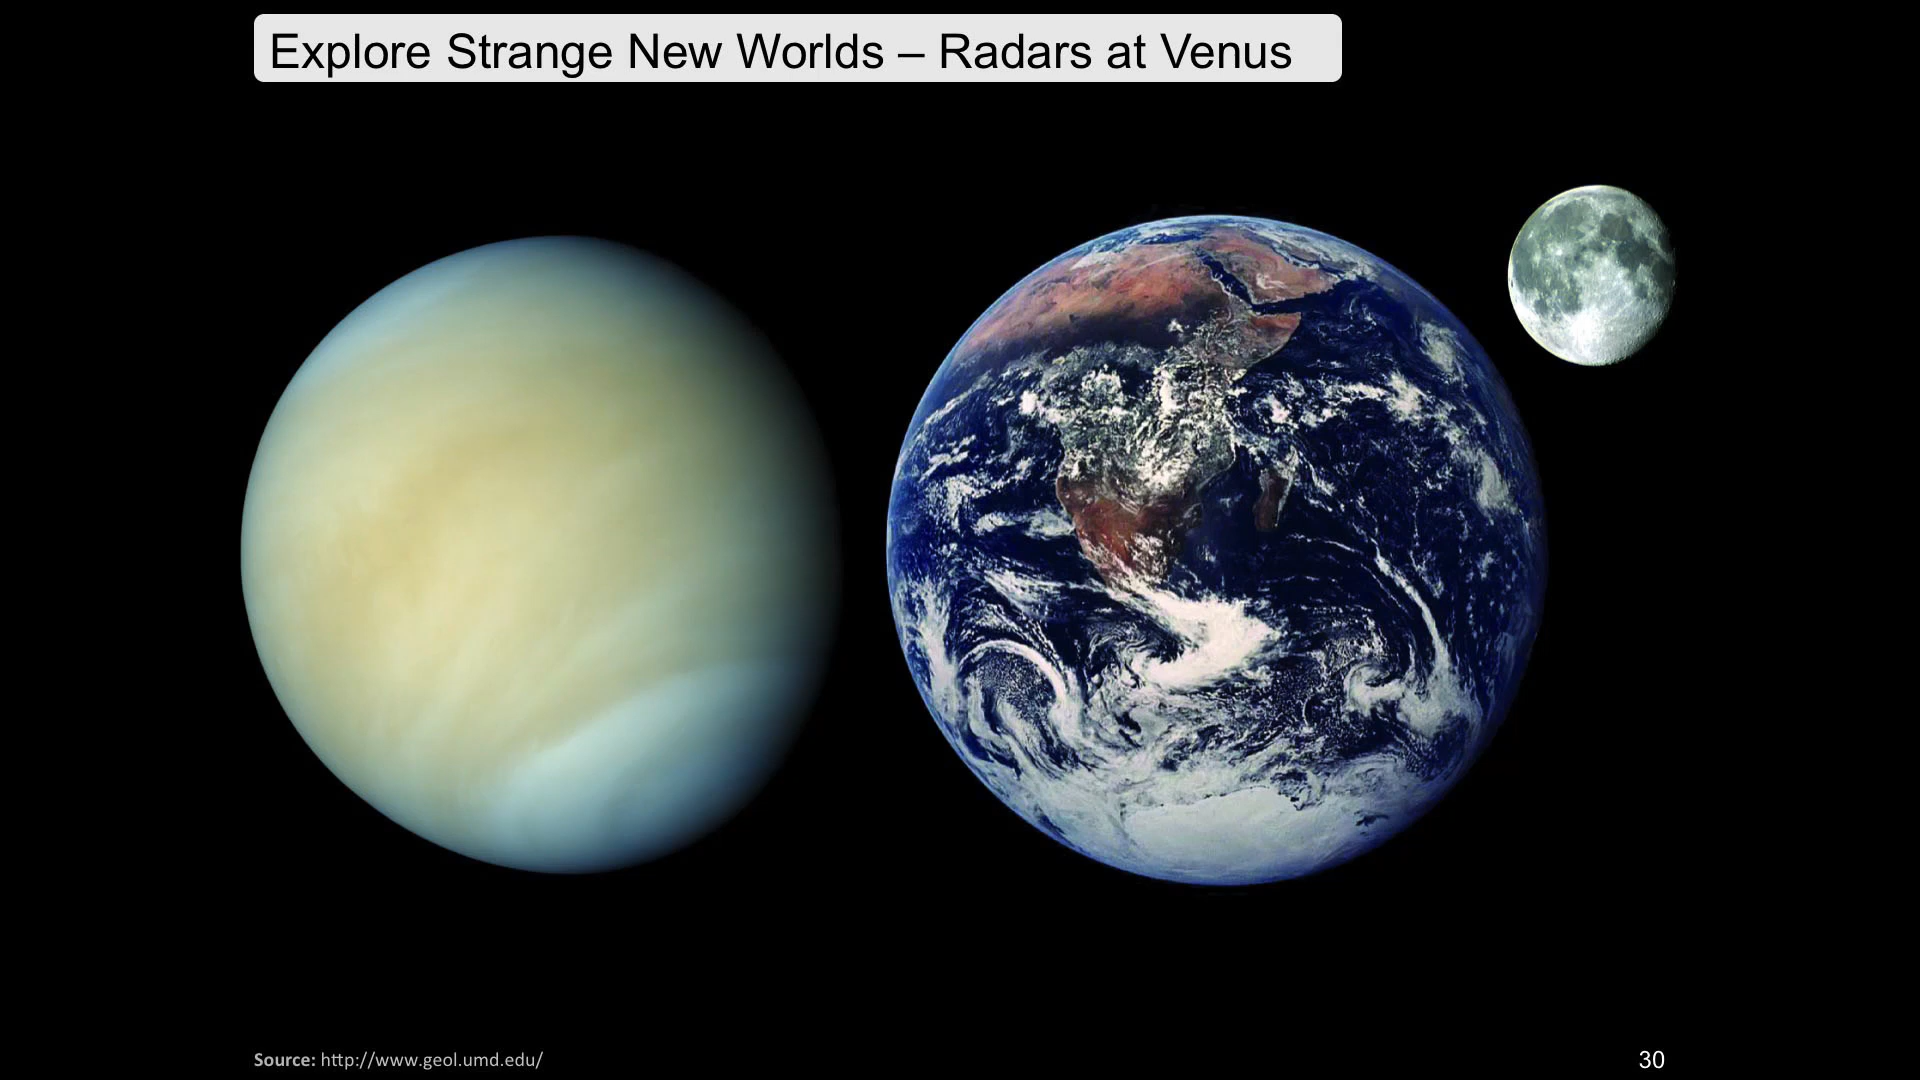 Explore Strange New Worlds – Radars at Venus
Source: http://www.geol.umd.edu/
30